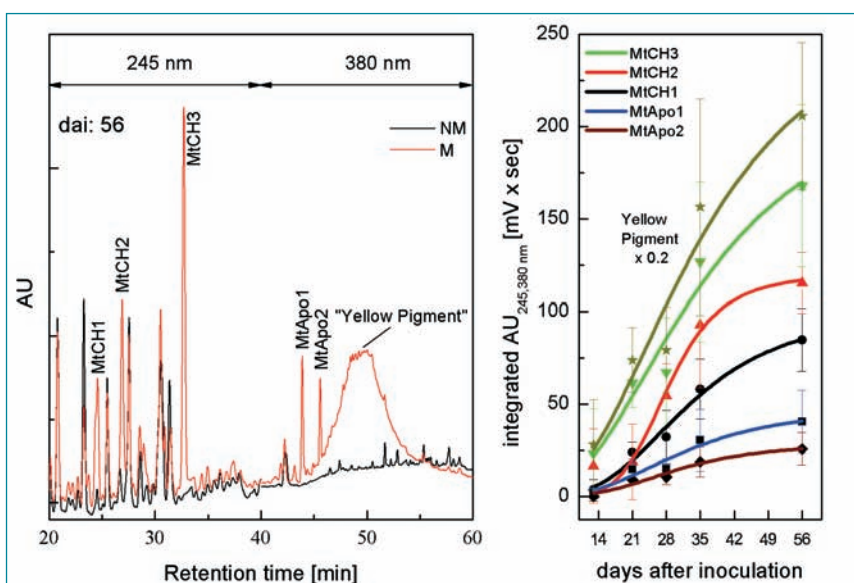 245 nm
380 nm
dai: 56
NM
M
MtCH1
MtCH2
MtCH3
MtApo1
MtApo2
"Yellow Pigment"
AU
20
30
40
50
60
Retention time [min]
250
200
150
100
50
0
MtCH3
MtCH2
MtCH1
MtApo1
MtApo2
Yellow
Pigment
x 0.2
integrated AU245,380 nm [mV x sec]
14 21 28 35 42 49 56
days after inoculation